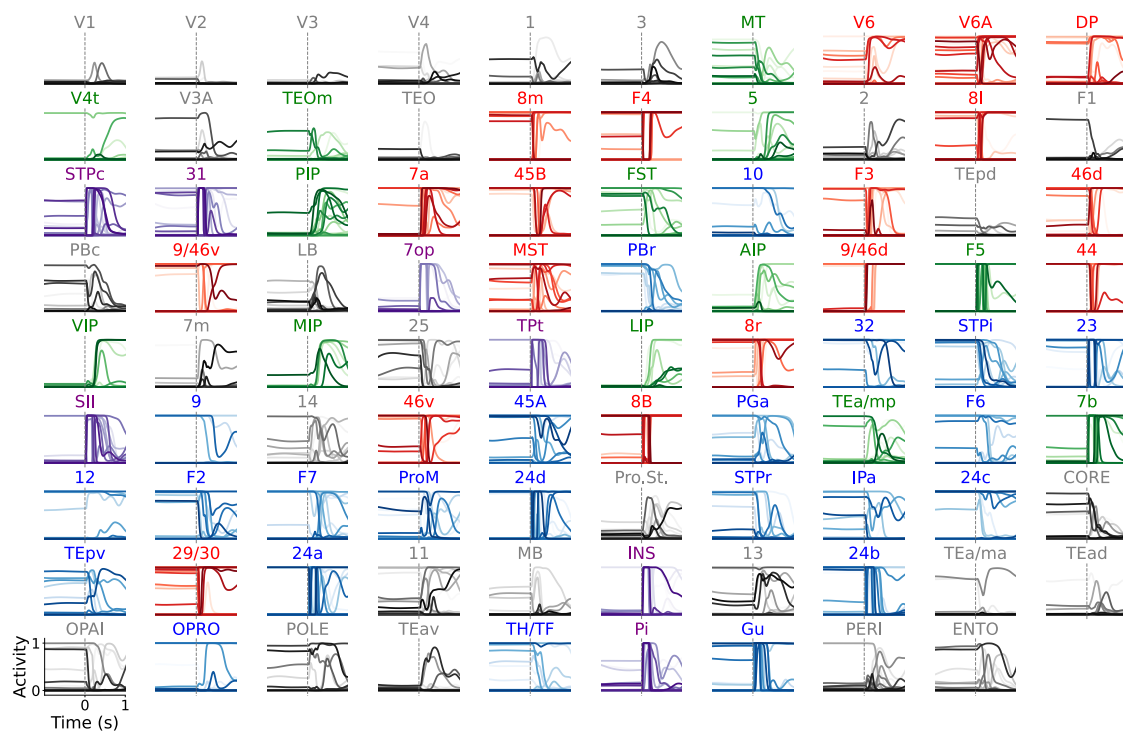 V1 V2 V3 V4 1 3 MT V6 V6A DP
V4t V3A TEOm TEO 8m F4 5 2 8l F1
STPc 31 PIP 7a 45B FST 10 F3 TEpd 46d
PBc 9/46v LB 7op MST PBr AIP 9/46d F5 44
VIP 7m MIP 25 TPt LIP 8r 32 STPi 23
SII 9 14 46v 45A 8B PGa TEa/mp F6 7b
12 F2 F7 ProM 24d Pro.St. STPr IPa 24c CORE
TEpv 29/30 24a 11 MB INS 13 24b TEa/ma TEad
OPAI OPRO POLE TEav TH/TF Pi Gu PERI ENTO
1
Activity
0
0 1
Time (s)